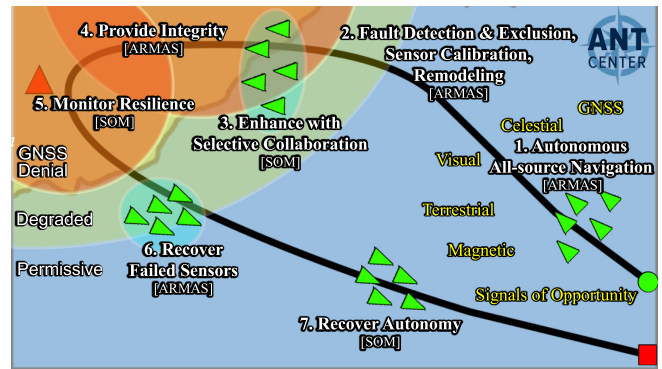 4. Provide Integrity
[ARMAS]
2. Fault Detection & Exclusion,
Sensor Calibration,
Remodeling
[ARMAS]
ANT
CENTER
5. Monitor Resilience
[SOM]
3. Enhance with
Selective Collaboration
[SOM]
GNSS
Celestial
1. Autonomous
All-source Navigation
[ARMAS]
Visual
GNSS
Denial
Terrestrial
Degraded
Magnetic
6. Recover
Failed Sensors
[ARMAS]
Permissive
Signals of Opportunity
7. Recover Autonomy
[SOM]